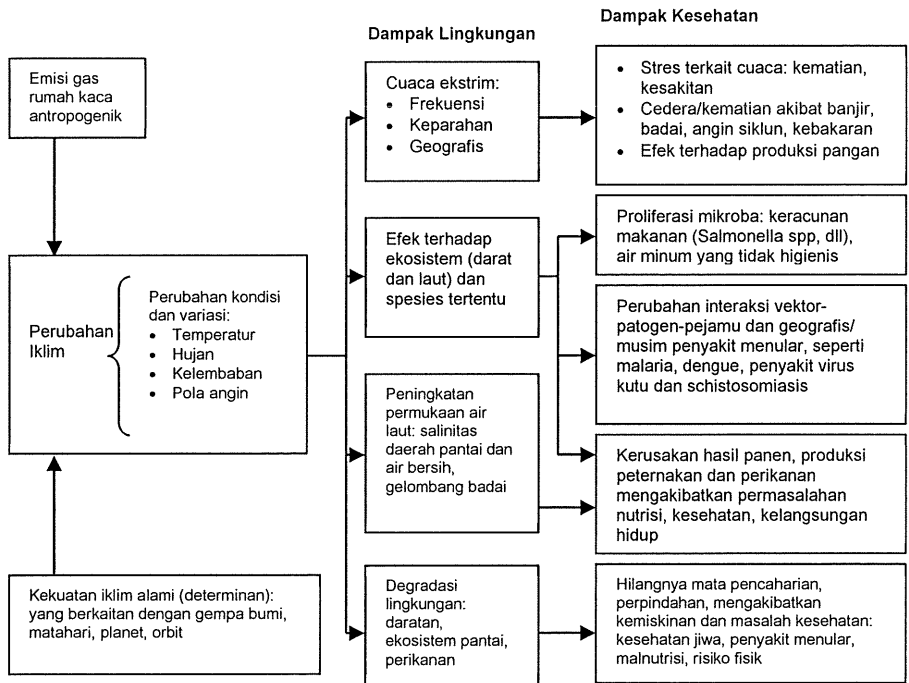 Dampak Kesehatan
Dampak Lingkungan
Emisi gas
rumah kaca
antropogenik
Perubahan
Iklim
Perubahan kondisi
dan variasi:
• Temperatur
• Hujan
• Kelembaban
• Pola angin
Kekuatan iklim alami (determinan):
yang berkaitan dengan gempa bumi,
matahari, planet, orbit
Cuaca ekstrim:
• Frekuensi
• Keparahan
• Geografis
Efek terhadap
ekosistem (darat
dan laut) dan
spesies tertentu
Peningkatan
permukaan air
laut: salinitas
daerah pantai dan
air bersih,
gelombang badai
Degradasi
lingkungan:
daratan,
ekosistem pantai,
perikanan
• Stres terkait cuaca: kematian,
kesakitan
• Cedera/kematian akibat banjir,
badai, angin siklun, kebakaran
• Efek terhadap produksi pangan
Proliferasi mikroba: keracunan
makanan (Salmonella spp, dll),
air minum yang tidak higienis
Perubahan interaksi vektor-
patogen-pejamu dan geografis/
musim penyakit menular, seperti
malaria, dengue, penyakit virus
kutu dan schistosomiasis
Kerusakan hasil panen, produksi
peternakan dan perikanan
mengakibatkan permasalahan
nutrisi, kesehatan, kelangsungan
hidup
Hilangnya mata pencaharian,
perpindahan, mengakibatkan
kemiskinan dan masalah kesehatan:
kesehatan jiwa, penyakit menular,
malnutrisi, risiko fisik